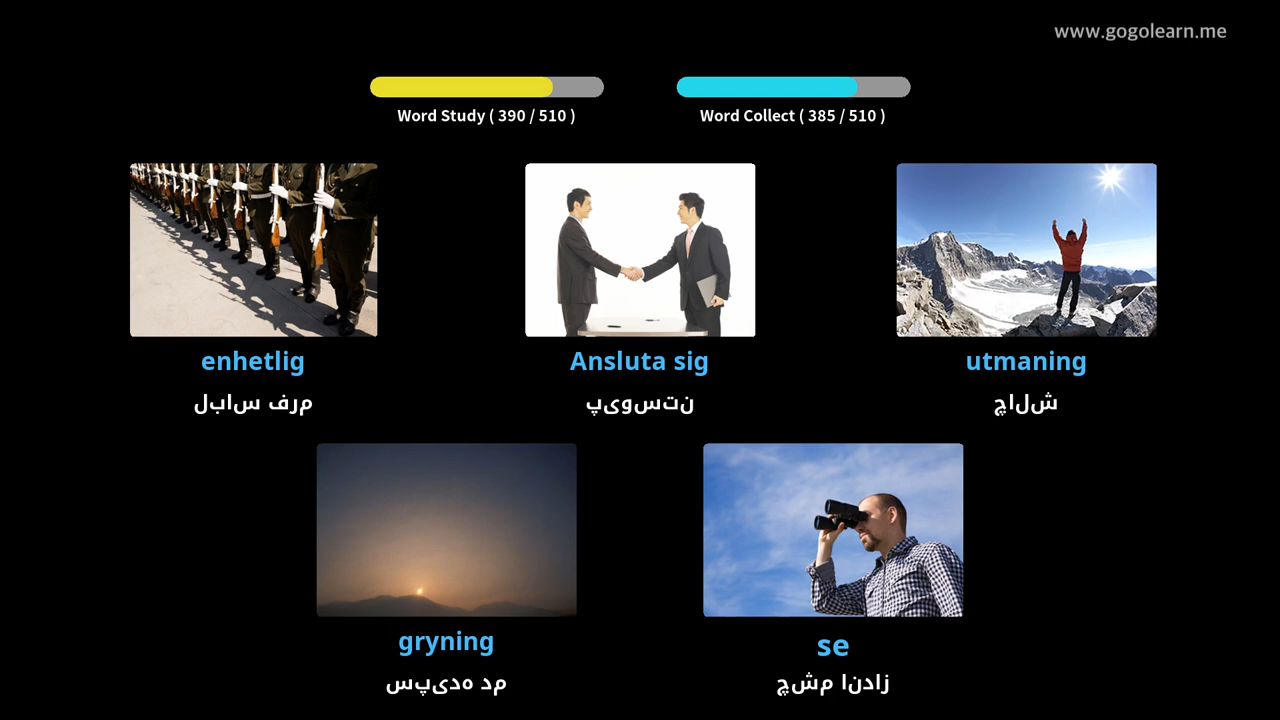 www.gogolearn.me
Word Study ( 390 / 510 )
Word Collect ( 385 / 510 )
enhetlig
مرف سابل
Ansluta sig
نتسویپ
utmaning
شلاچ
gryning
مد هدیپس
se
زادنا مشچ